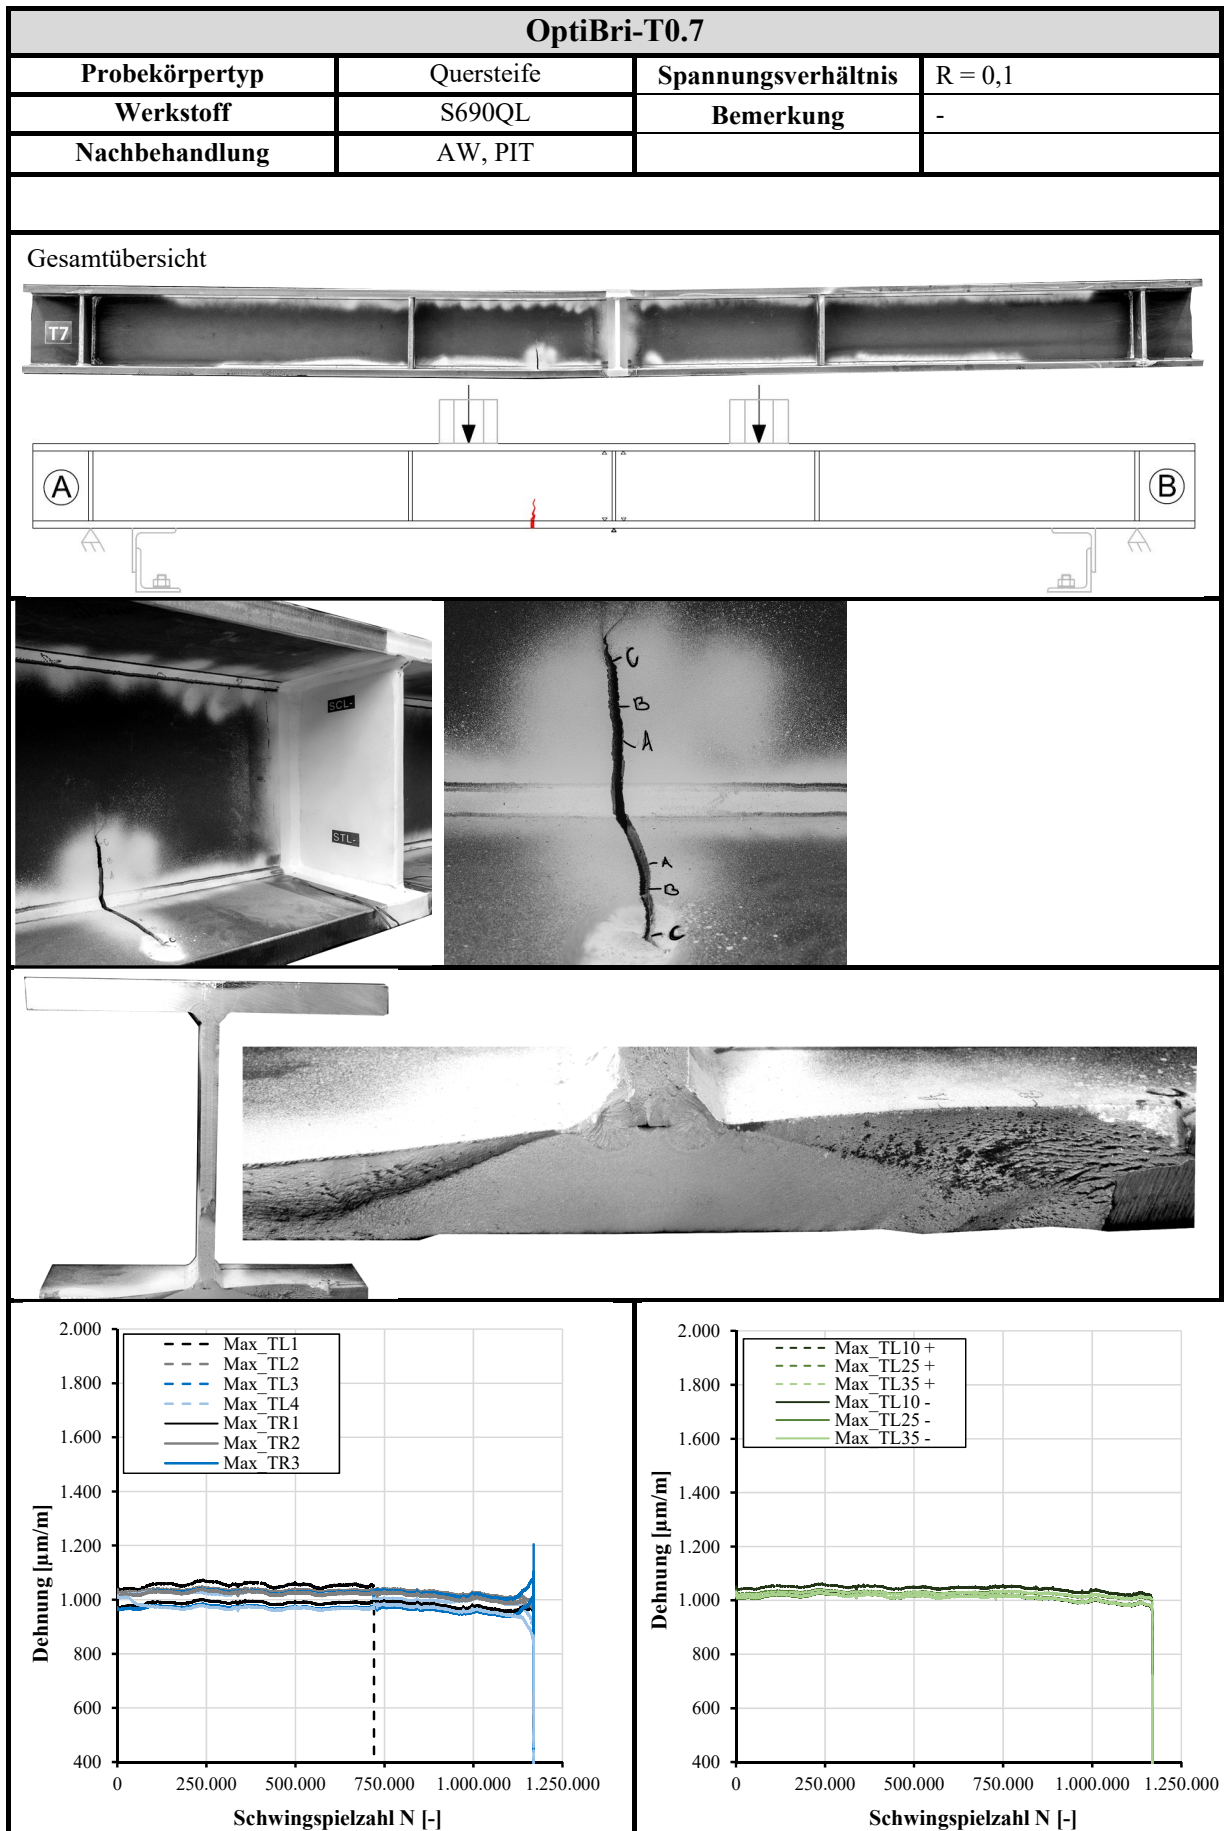 OptiBri-T0.7
Probekörpertyp Quersteife Spannungsverhältnis R = 0,1
Werkstoff S690QL Bemerkung -
Nachbehandlung AW, PIT
Gesamtübersicht
T7
A B
SCL-
STL-
C
B
A
A
B
C
2.000
1.800
1.600
1.400
1.200
1.000
800
600
400
Dehnung [µm/m]
Max_TL1
Max_TL2
Max_TL3
Max_TL4
Max_TR1
Max_TR2
Max_TR3
0 250.000 500.000 750.000 1.000.000 1.250.000
Schwingspielzahl N [-]
2.000
1.800
1.600
1.400
1.200
1.000
800
600
400
Dehnung [µm/m]
Max_TL10 +
Max_TL25 +
Max_TL35 +
Max_TL10 -
Max_TL25 -
Max_TL35 -
0 250.000 500.000 750.000 1.000.000 1.250.000
Schwingspielzahl N [-]